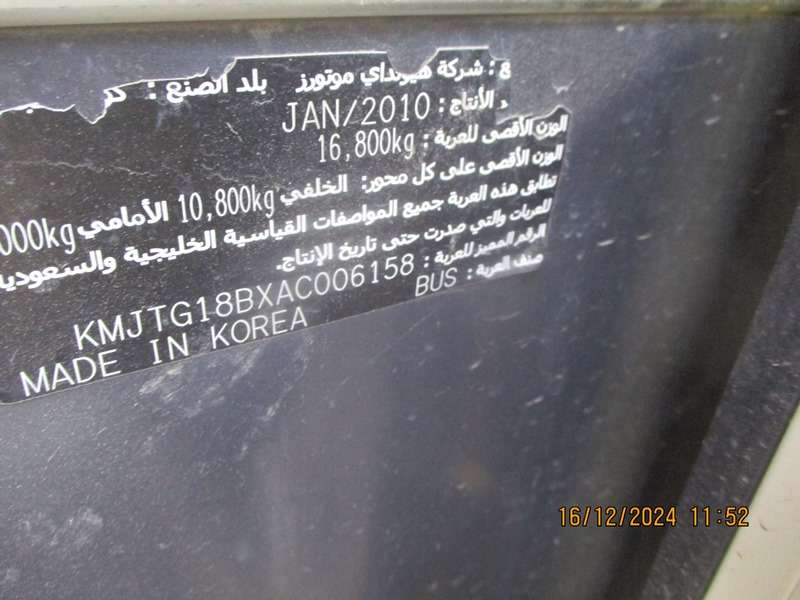 ع : شركة هيونداي موتورز بلد الصنع :
الأنتاج : JAN/2010
الوزن الأقصى للعربة : 16,800kg
الوزن الأقصى على كل محور: الخلفي 10,800kg الأمامي 000kg
تطابق هذه العربة جميع المواصفات القياسية الخليجية والسعودية
للعربات والتي صدرت حتى تاريخ الإنتاج.
الرقم المميز للعربة : KMJTG18BXAC006158
صنف العربة : BUS
MADE IN KOREA
16/12/2024 11:52